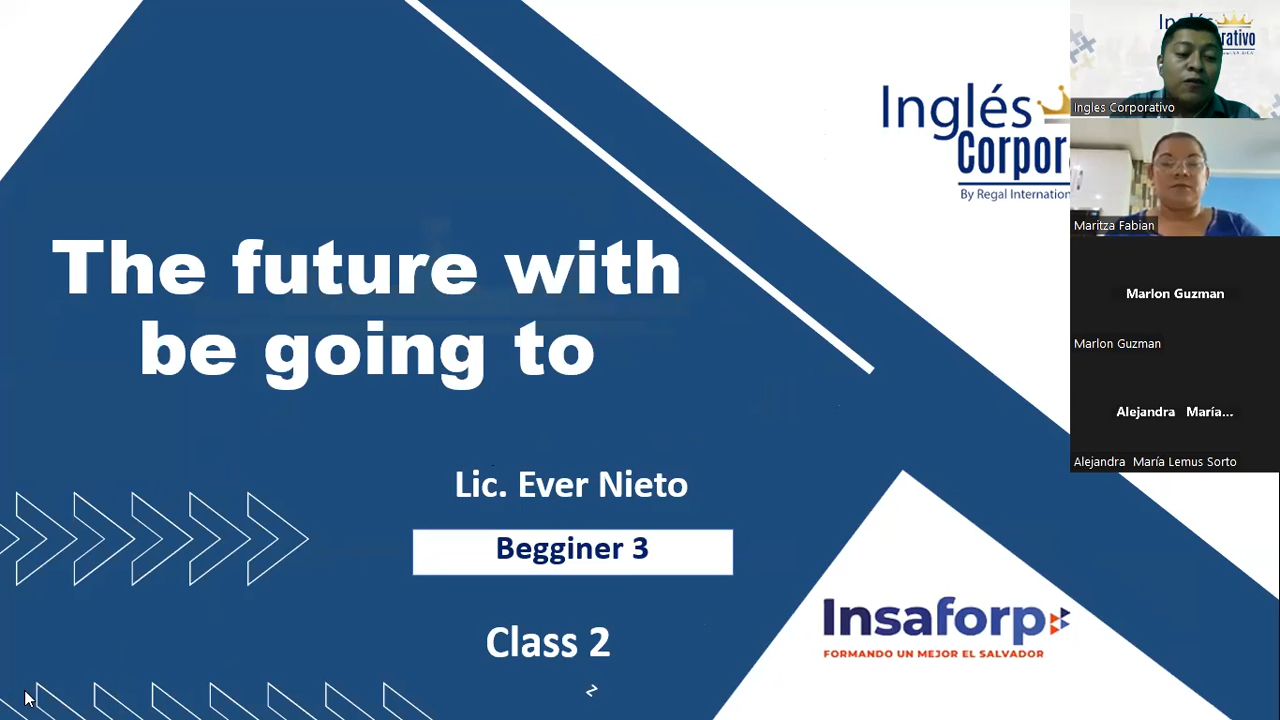 The future with
be going to
Lic. Ever Nieto
Begginer 3
Class 2
Inglés
Corpor
By Regal Internation
Insaforp
FORMANDO UN MEJOR EL SALVADOR
Inglés Corporativo
Maritza Fabian
Marlon Guzman
Marlon Guzman
Alejandra María...
Alejandra María Lemus Sorto